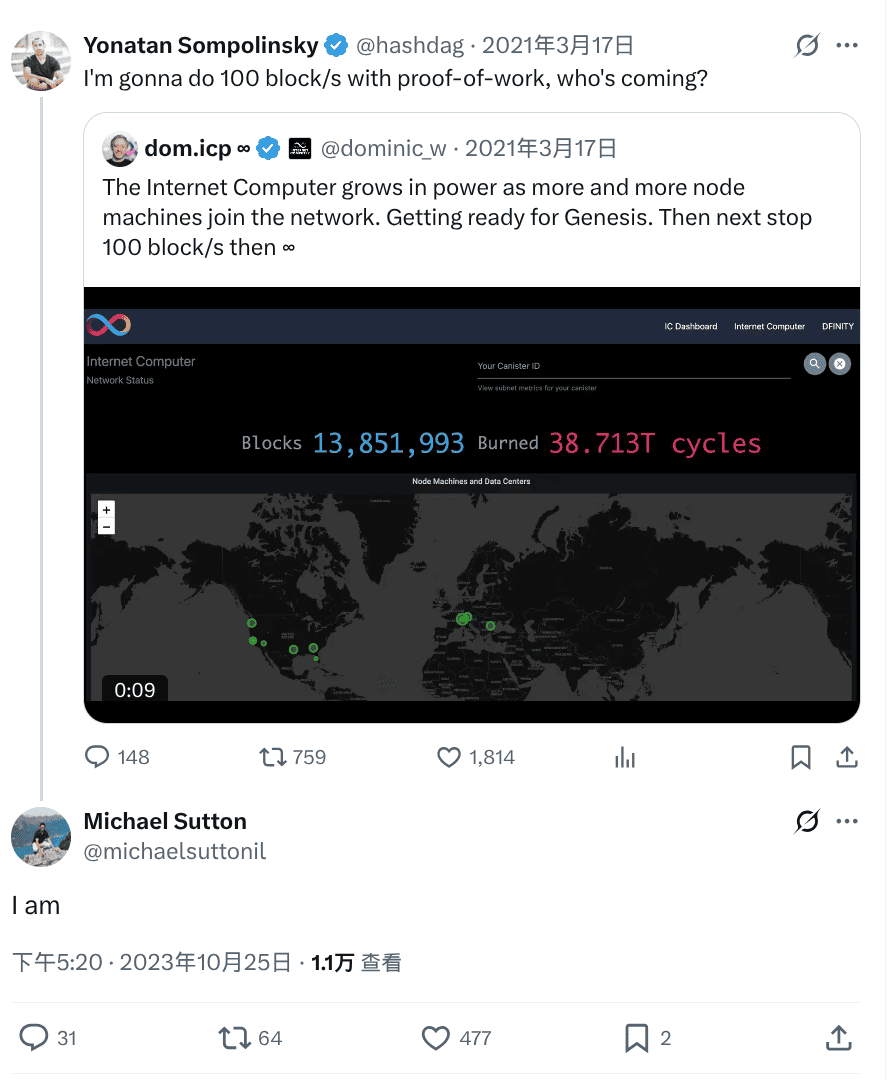 Yonatan Sompolinsky @hashdag · 2021年3月17日
I'm gonna do 100 block/s with proof-of-work, who's coming?
dom.icp ∞ @dominic_w · 2021年3月17日
The Internet Computer grows in power as more and more node
machines join the network. Getting ready for Genesis. Then next stop
100 block/s then ∞
IC Dashboard Internet Computer DFINITY
Internet Computer
Network Status
Your Canister ID
View subnet metrics for your canister
Blocks 13,851,993 Burned 38.713T cycles
Node Machines and Data Centers
+
−
0:09
148 759 1,814
Michael Sutton
@michaelsuttonil
I am
下午5:20 · 2023年10月25日 · 1.1万 查看
31 64 477 2